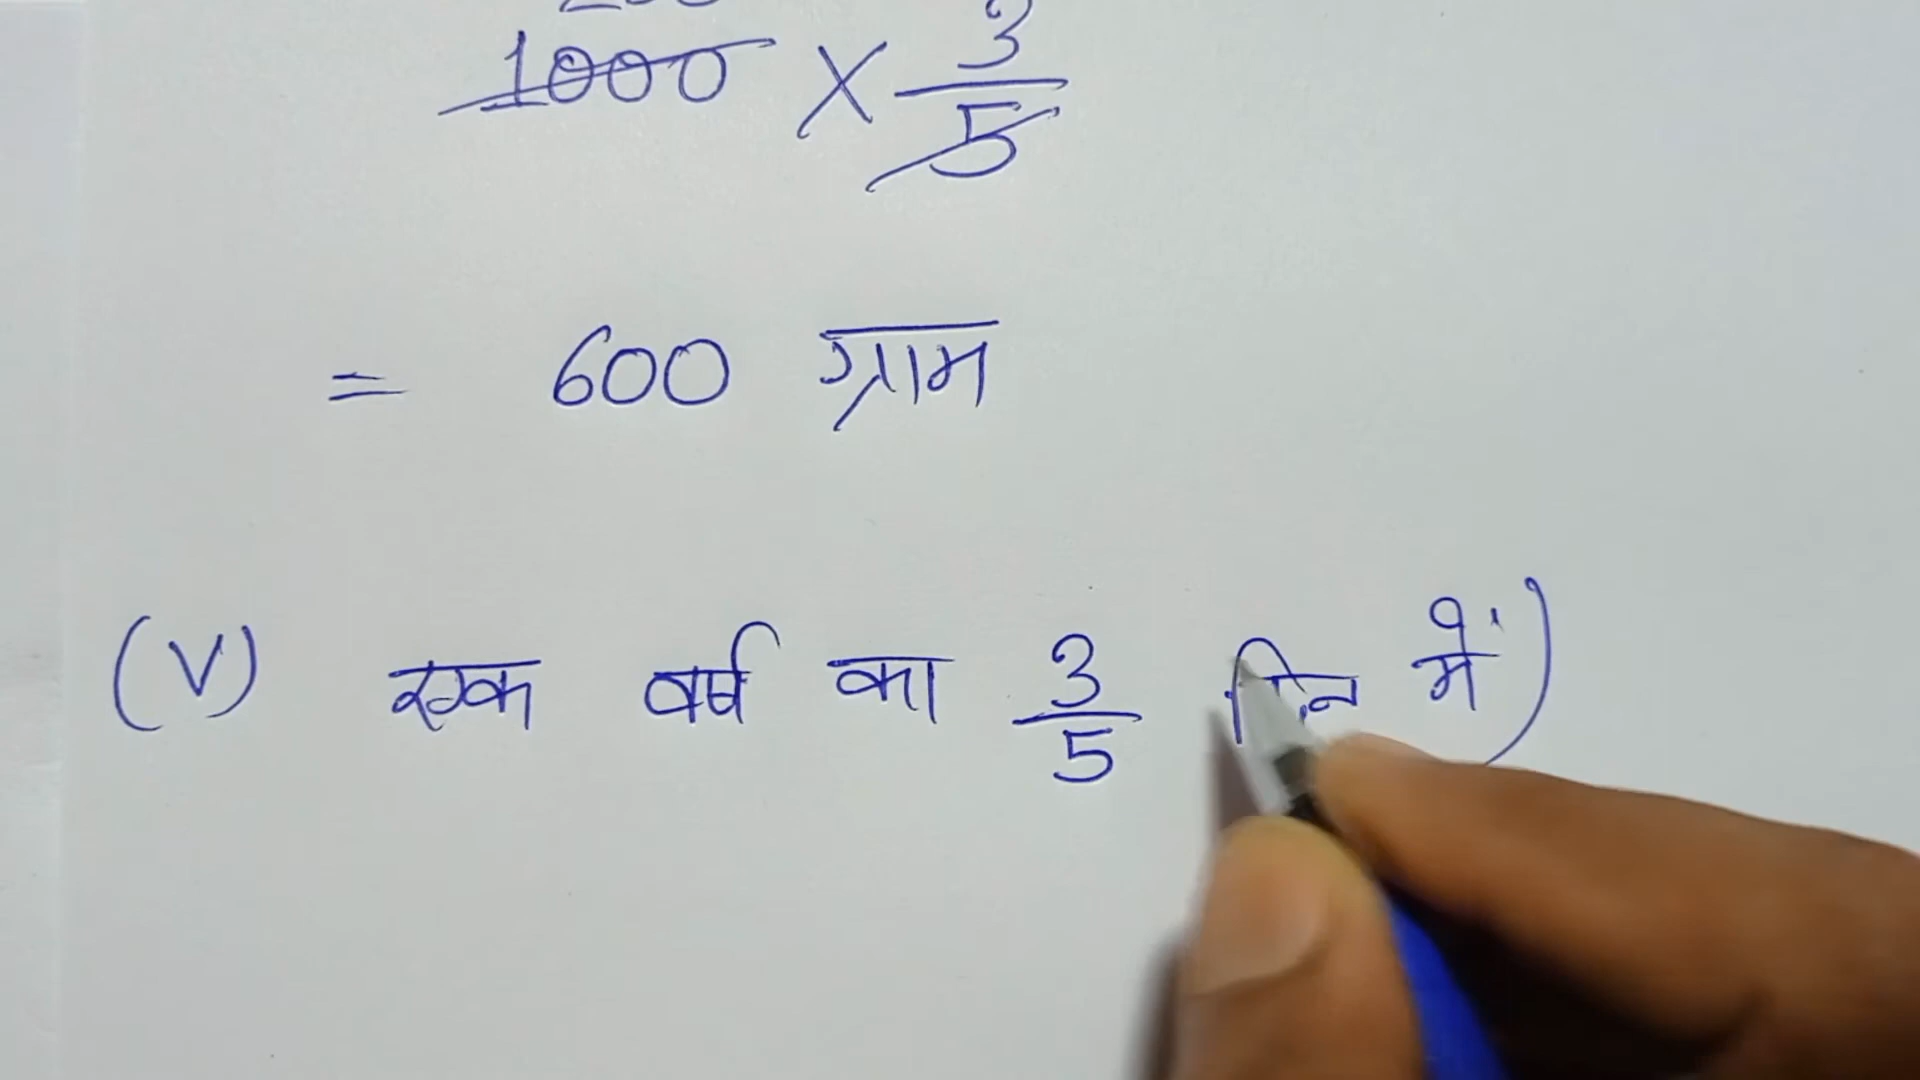 1000 × 3/5
= 600 ग्राम
(V) एक वर्ष का 3/5 दिन में)